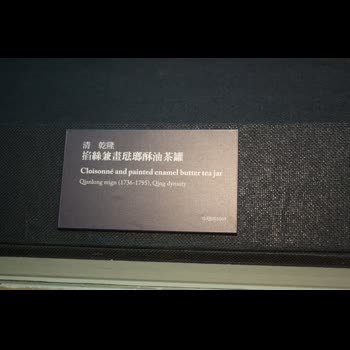 清 乾隆
掐絲兼畫琺瑯酥油茶罐
Cloisonné and painted enamel butter tea jar
Qianlong reign (1736-1795), Qing dynasty